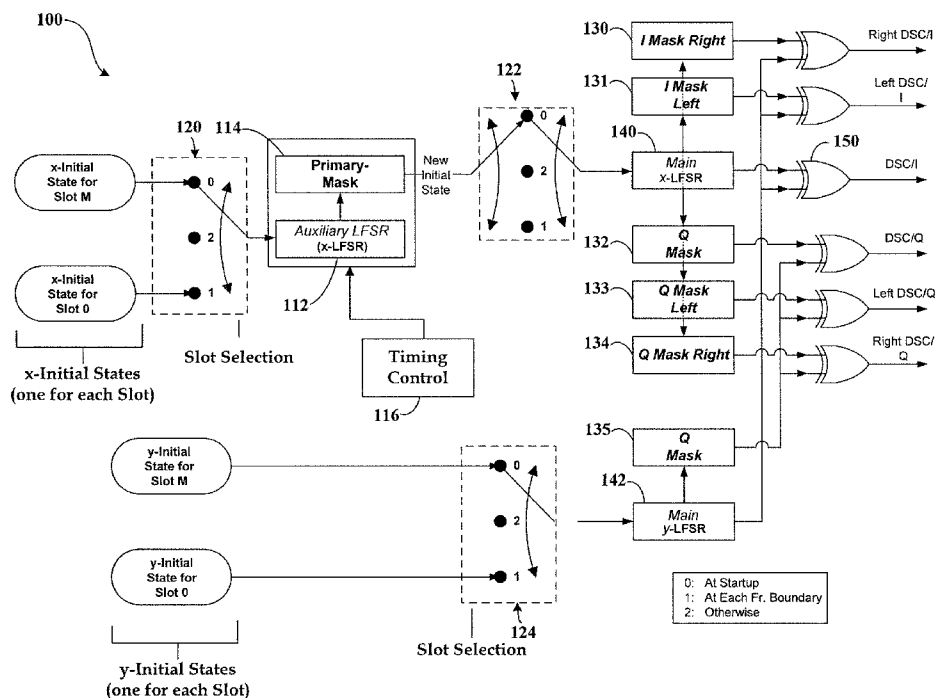 100
x-Initial
State for
Slot M
x-Initial
State for
Slot 0
x-Initial States
(one for each Slot)
120
0
2
1
Slot Selection
114
Primary-
Mask
Auxiliary LFSR
(x-LFSR)
112
Timing
Control
116
New
Initial
State
122
0
2
1
130
I Mask Right
131
I Mask
Left
140
Main
x-LFSR
132
Q
Mask
133
Q Mask
Left
134
Q Mask Right
135
Q
Mask
142
Main
y-LFSR
150
Right DSC/I
Left DSC/
I
DSC/I
DSC/Q
Left DSC/Q
Right DSC/
Q
y-Initial
State for
Slot M
y-Initial
State for
Slot 0
y-Initial States
(one for each Slot)
0
2
1
124
Slot Selection
0: At Startup
1: At Each Fr. Boundary
2: Otherwise